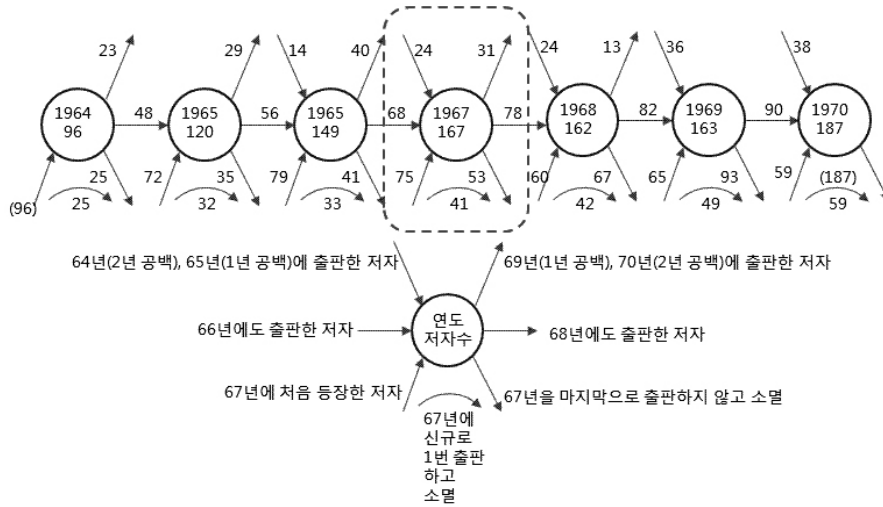 23 29 14 40 24 31 24 13 36 38
1964 48 1965 56 1965 68 1967 78 1968 82 1969 90 1970
96 120 149 167 162 163 187
25 72 35 79 41 75 53 60 67 65 93 59 (187)
(96) 25 32 33 41 42 49 59
64년(2년 공백), 65년(1년 공백)에 출판한 저자
69년(1년 공백), 70년(2년 공백)에 출판한 저자
66년에도 출판한 저자
연도
저자수
68년에도 출판한 저자
67년에 처음 등장한 저자
67년을 마지막으로 출판하지 않고 소멸
67년에
신규로
1번 출판
하고
소멸